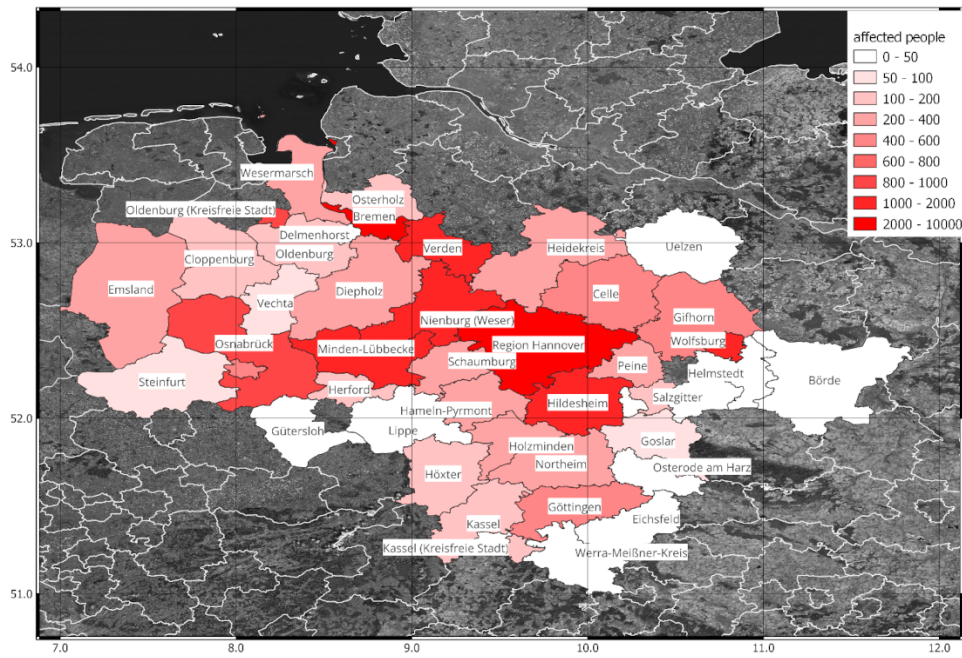 affected people
0 - 50
50 - 100
100 - 200
200 - 400
400 - 600
600 - 800
800 - 1000
1000 - 2000
2000 - 10000
54.0
53.0
52.0
51.0
Wesermarsch
Osterholz
Oldenburg (Kreisfreie Stadt)
Bremen
Delmenhorst
Verden
Heidekreis
Uelzen
Oldenburg
Cloppenburg
Emsland
Vechta
Diepholz
Celle
Gifhorn
Nienburg (Weser)
Osnabrück
Minden-Lübbecke
Region Hannover
Wolfsburg
Schaumburg
Peine
Helmstedt
Börde
Steinfurt
Herford
Hildesheim
Salzgitter
Hameln-Pyrmont
Gütersloh
Lippe
Goslar
Holzminden
Northeim
Osterode am Harz
Höxter
Göttingen
Eichsfeld
Kassel
Kassel (Kreisfreie Stadt)
Werra-Meißner-Kreis
7.0
8.0
9.0
10.0
11.0
12.0